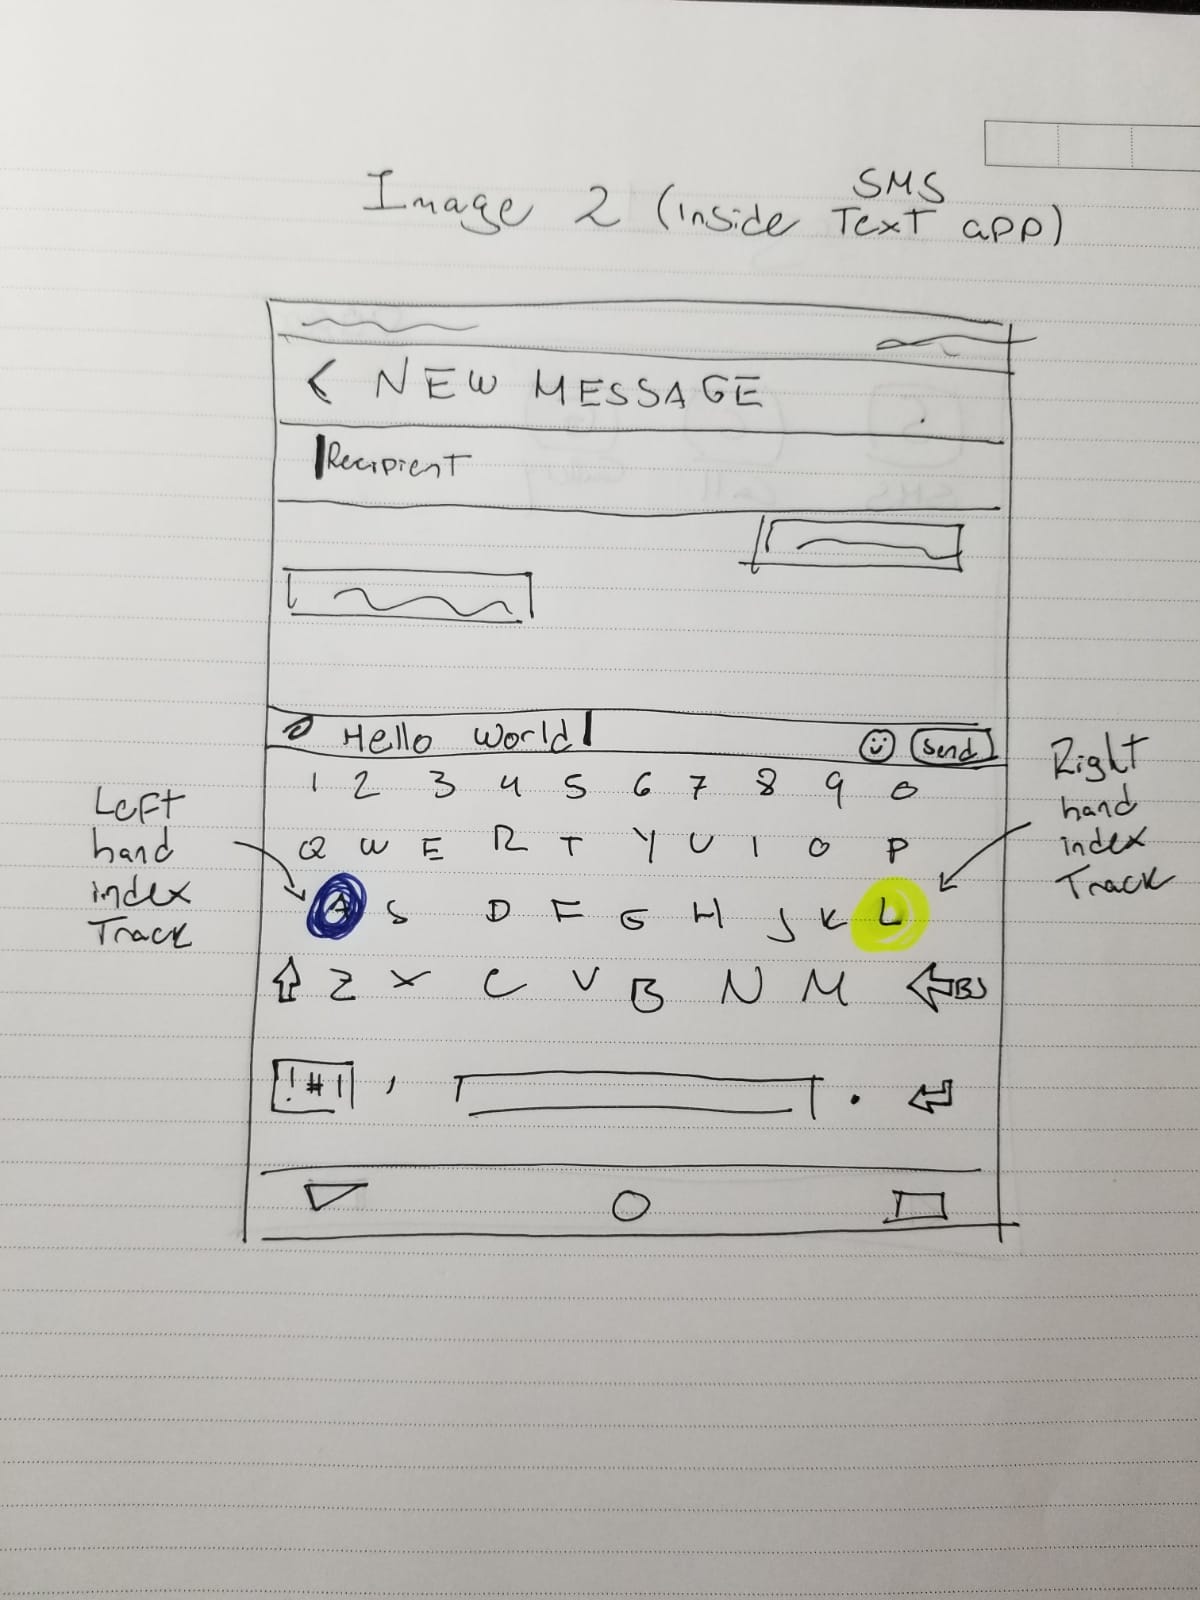 SMS
Image 2 (inside Text app)
< NEW MESSAGE
Recipient
Hello World
Send
1 2 3 4 5 6 7 8 9 0
Q W E R T Y U I O P
A S D F G H J K L
Z X C V B N M BS
!#1 , .
Left
hand
index
Track
Right
hand
index
Track